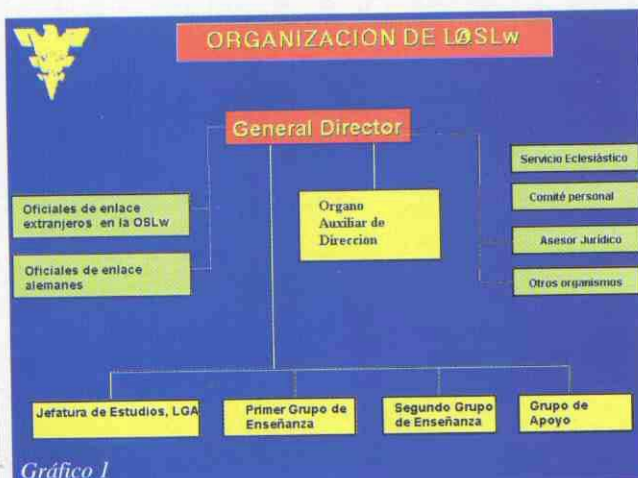 ORGANIZACION DE LØSLw
General Director
Oficiales de enlace
extranjeros en la OSLw
Oficiales de enlace
alemanes
Organo
Auxiliar de
Direccion
Servicio Eclesiástico
Comité personal
Asesor Jurídico
Otros organismos
Jefatura de Estudios, LGA
Primer Grupo de
Enseñanza
Segundo Grupo
de Enseñanza
Grupo de
Apoyo
Gráfico 1